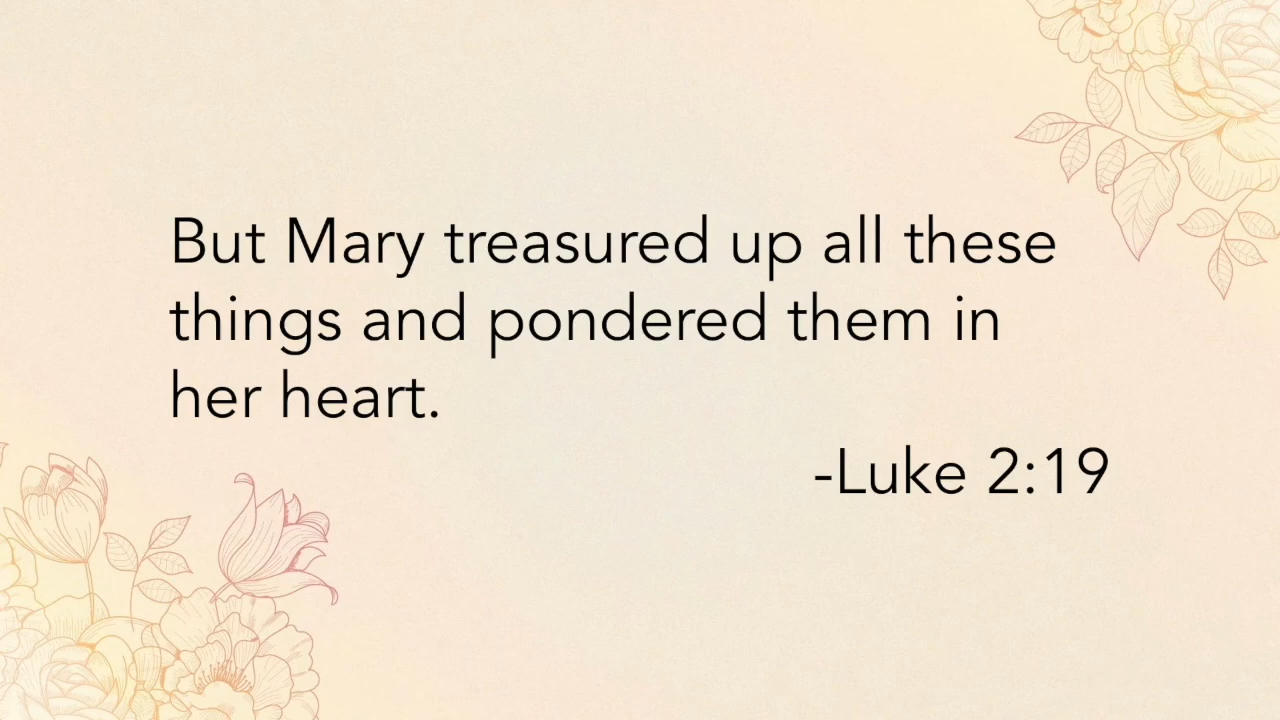 But Mary treasured up all these
things and pondered them in
her heart.
-Luke 2:19